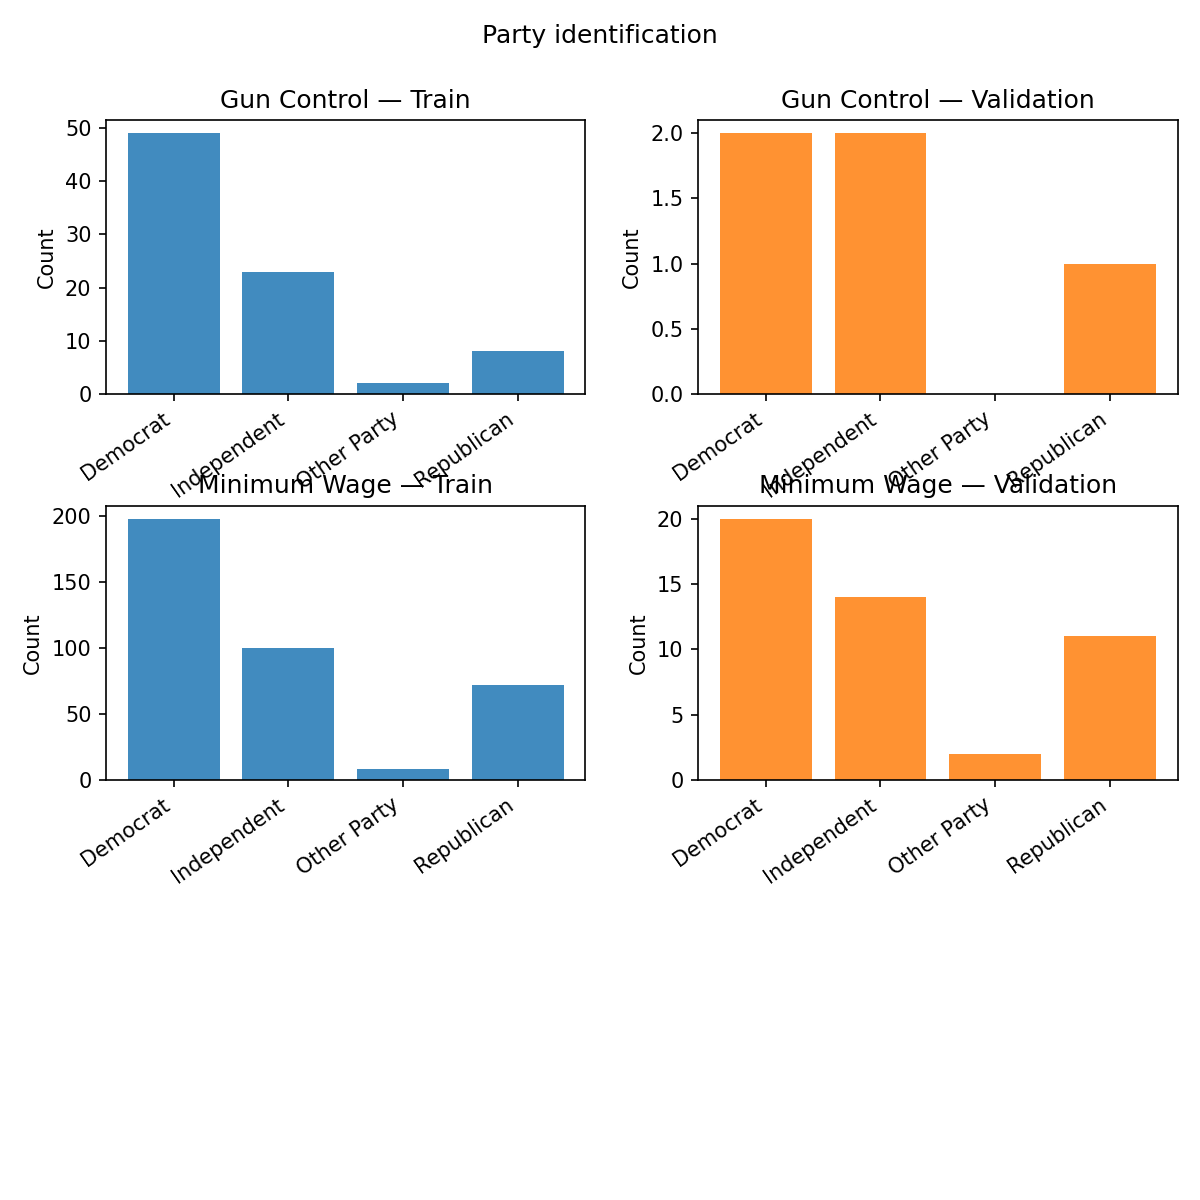 Party identification
Gun Control — Train
50
40
30
20
10
0
Count
Democrat
Independent
Other Party
Republican
Gun Control — Validation
2.0
1.5
1.0
0.5
0.0
Count
Democrat
Independent
Other Party
Republican
Minimum Wage — Train
200
150
100
50
0
Count
Democrat
Independent
Other Party
Republican
Minimum Wage — Validation
20
15
10
5
0
Count
Democrat
Independent
Other Party
Republican